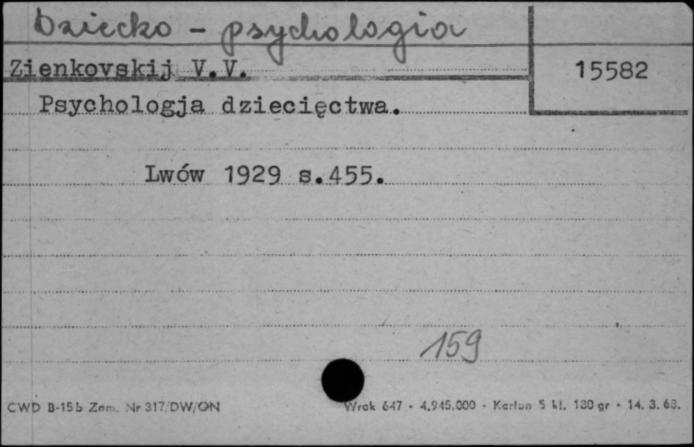 Dziecko - psychologia
Zienkovskij V.V.
15582
Psychologja dziecięctwa.
Lwów 1929 s.455.
159
CWD B-15b Zam. Nr 317/DW/ON
Wrak 647 - 4.945.000 - Karton 5 kl. 180 gr - 14. 3. 63.